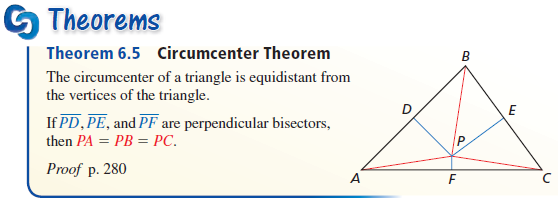 Theorems
Theorem 6.5 Circumcenter Theorem
The circumcenter of a triangle is equidistant from
the vertices of the triangle.
If PD, PE, and PF are perpendicular bisectors,
then PA = PB = PC.
Proof p. 280
B
D
E
P
A
F
C